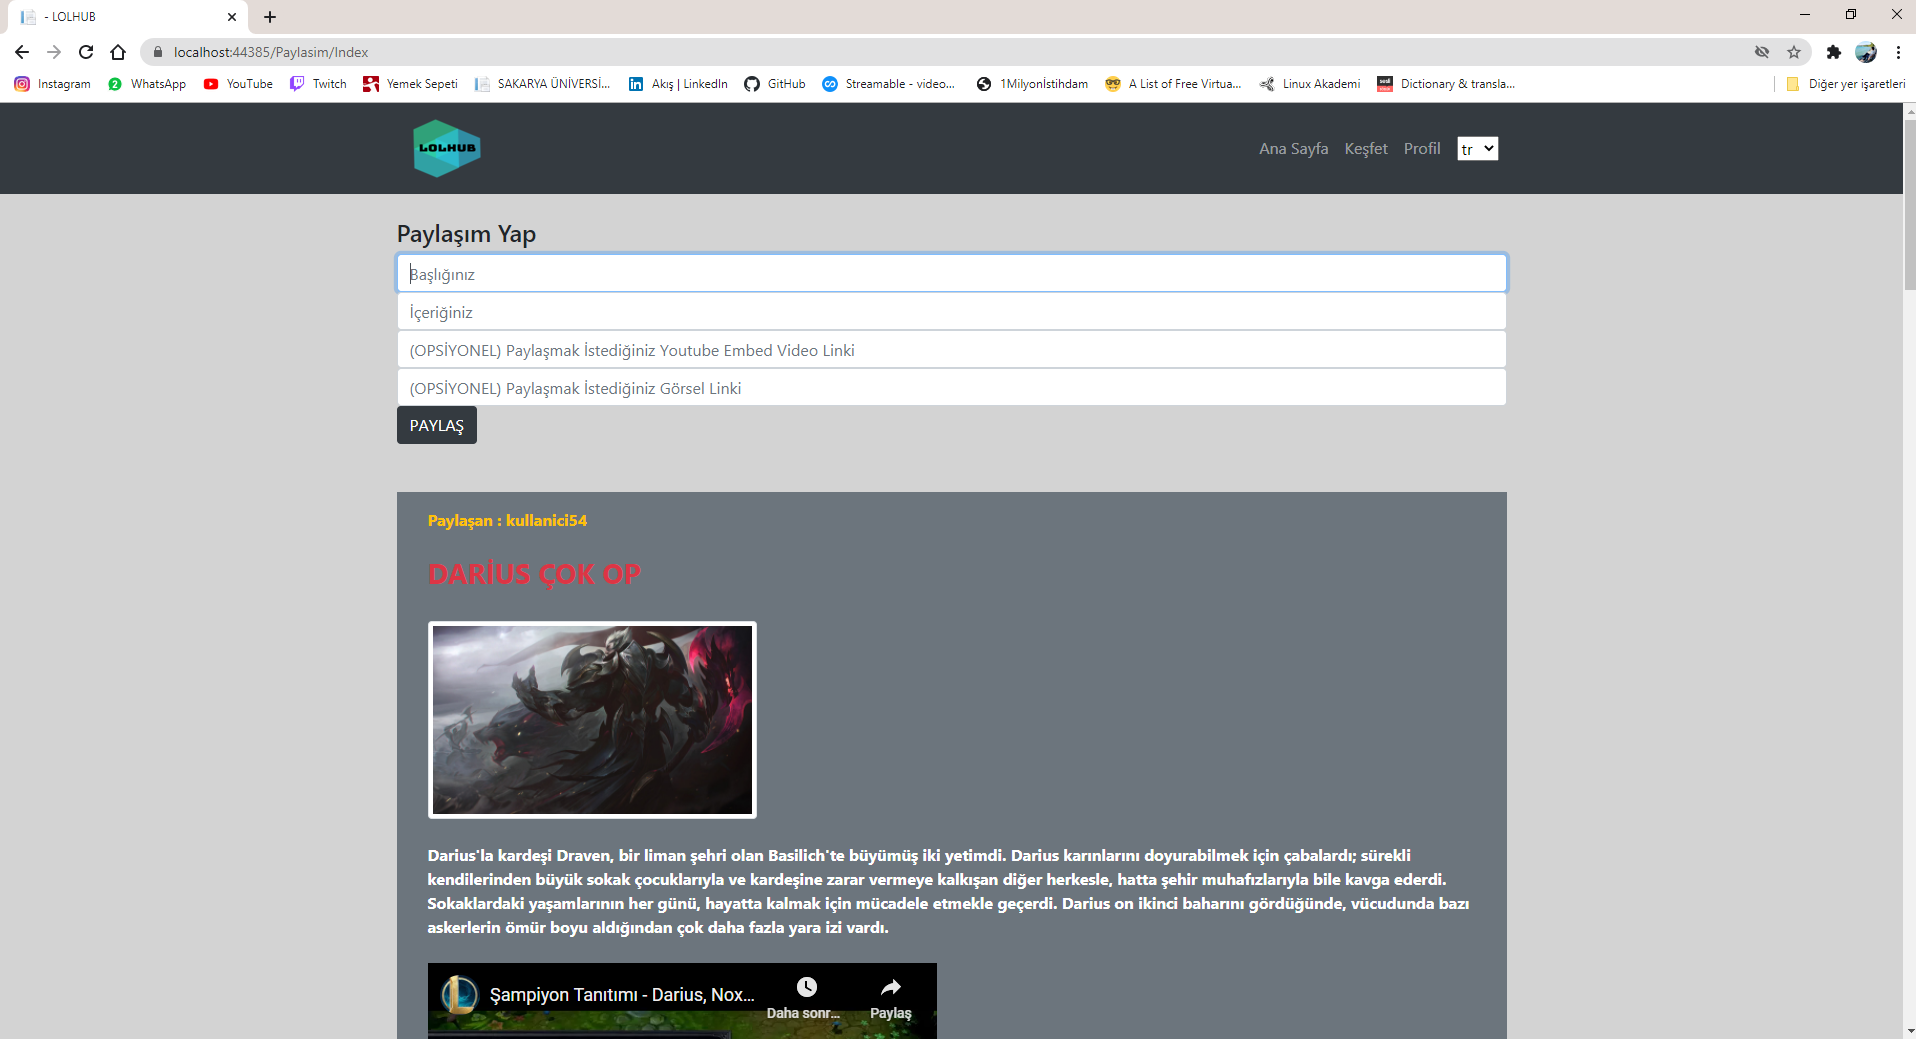 - LOLHUB
localhost:44385/Paylasim/Index
Instagram WhatsApp YouTube Twitch Yemek Sepeti SAKARYA ÜNİVERSİ... Akış | LinkedIn GitHub Streamable - video... 1Milyonİstihdam A List of Free Virtua... Linux Akademi Dictionary & transla... Diğer yer işaretleri
LOLHUB Ana Sayfa Keşfet Profil tr
Paylaşım Yap
Başlığınız
İçeriğiniz
(OPSİYONEL) Paylaşmak İstediğiniz Youtube Embed Video Linki
(OPSİYONEL) Paylaşmak İstediğiniz Görsel Linki
PAYLAŞ
Paylaşan : kullanici54
DARİUS ÇOK OP
Darius'la kardeşi Draven, bir liman şehri olan Basilich'te büyümüş iki yetimdi. Darius karınlarını doyurabilmek için çabalardı; sürekli
kendilerinden büyük sokak çocuklarıyla ve kardeşine zarar vermeye kalkışan diğer herkesle, hatta şehir muhafızlarıyla bile kavga ederdi.
Sokaklardaki yaşamlarının her günü, hayatta kalmak için mücadele etmekle geçerdi. Darius on ikinci baharını gördüğünde, vücudunda bazı
askerlerin ömür boyu aldığından çok daha fazla yara izi vardı.
Şampiyon Tanıtımı - Darius, Nox...
Daha sonr... Paylaş